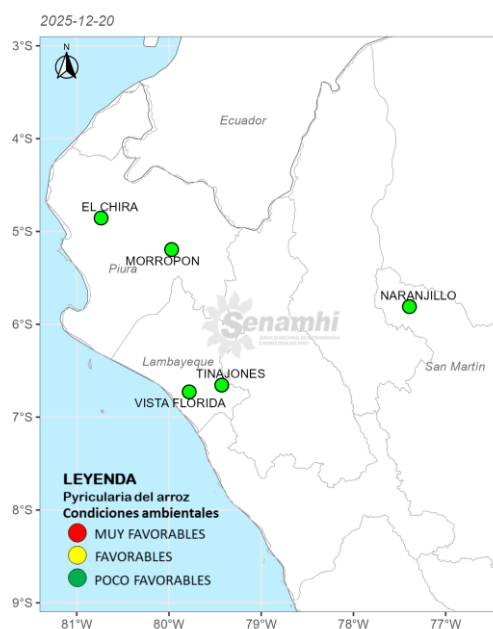 2025-12-20
3°S
N
4°S
Ecuador
EL CHIRA
5°S
MORROPON
Piura
NARANJILLO
6°S
Senamhi
Lambayeque
San Martín
TINAJONES
VISTA FLORIDA
7°S
LEYENDA
Pyricularia del arroz
Condiciones ambientales
8°S
MUY FAVORABLES
FAVORABLES
POCO FAVORABLES
9°S
81°W 80°W 79°W 78°W 77°W